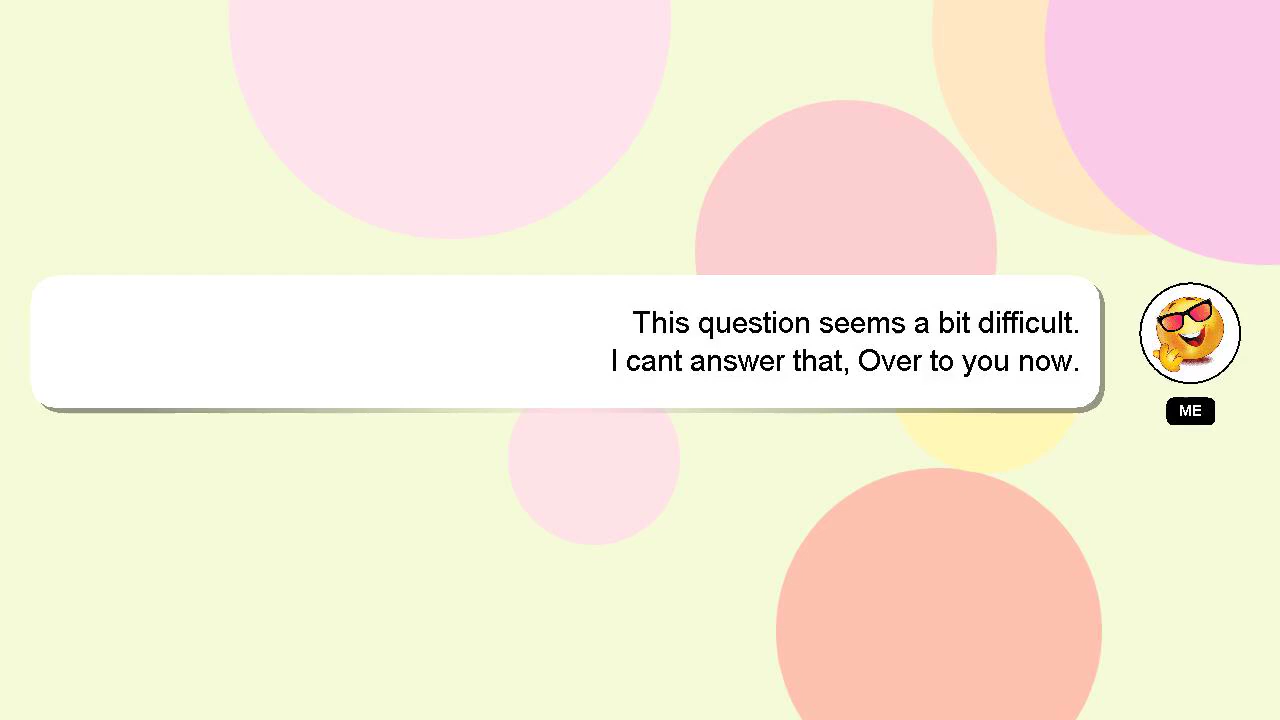 This question seems a bit difficult.
I cant answer that, Over to you now.
ME